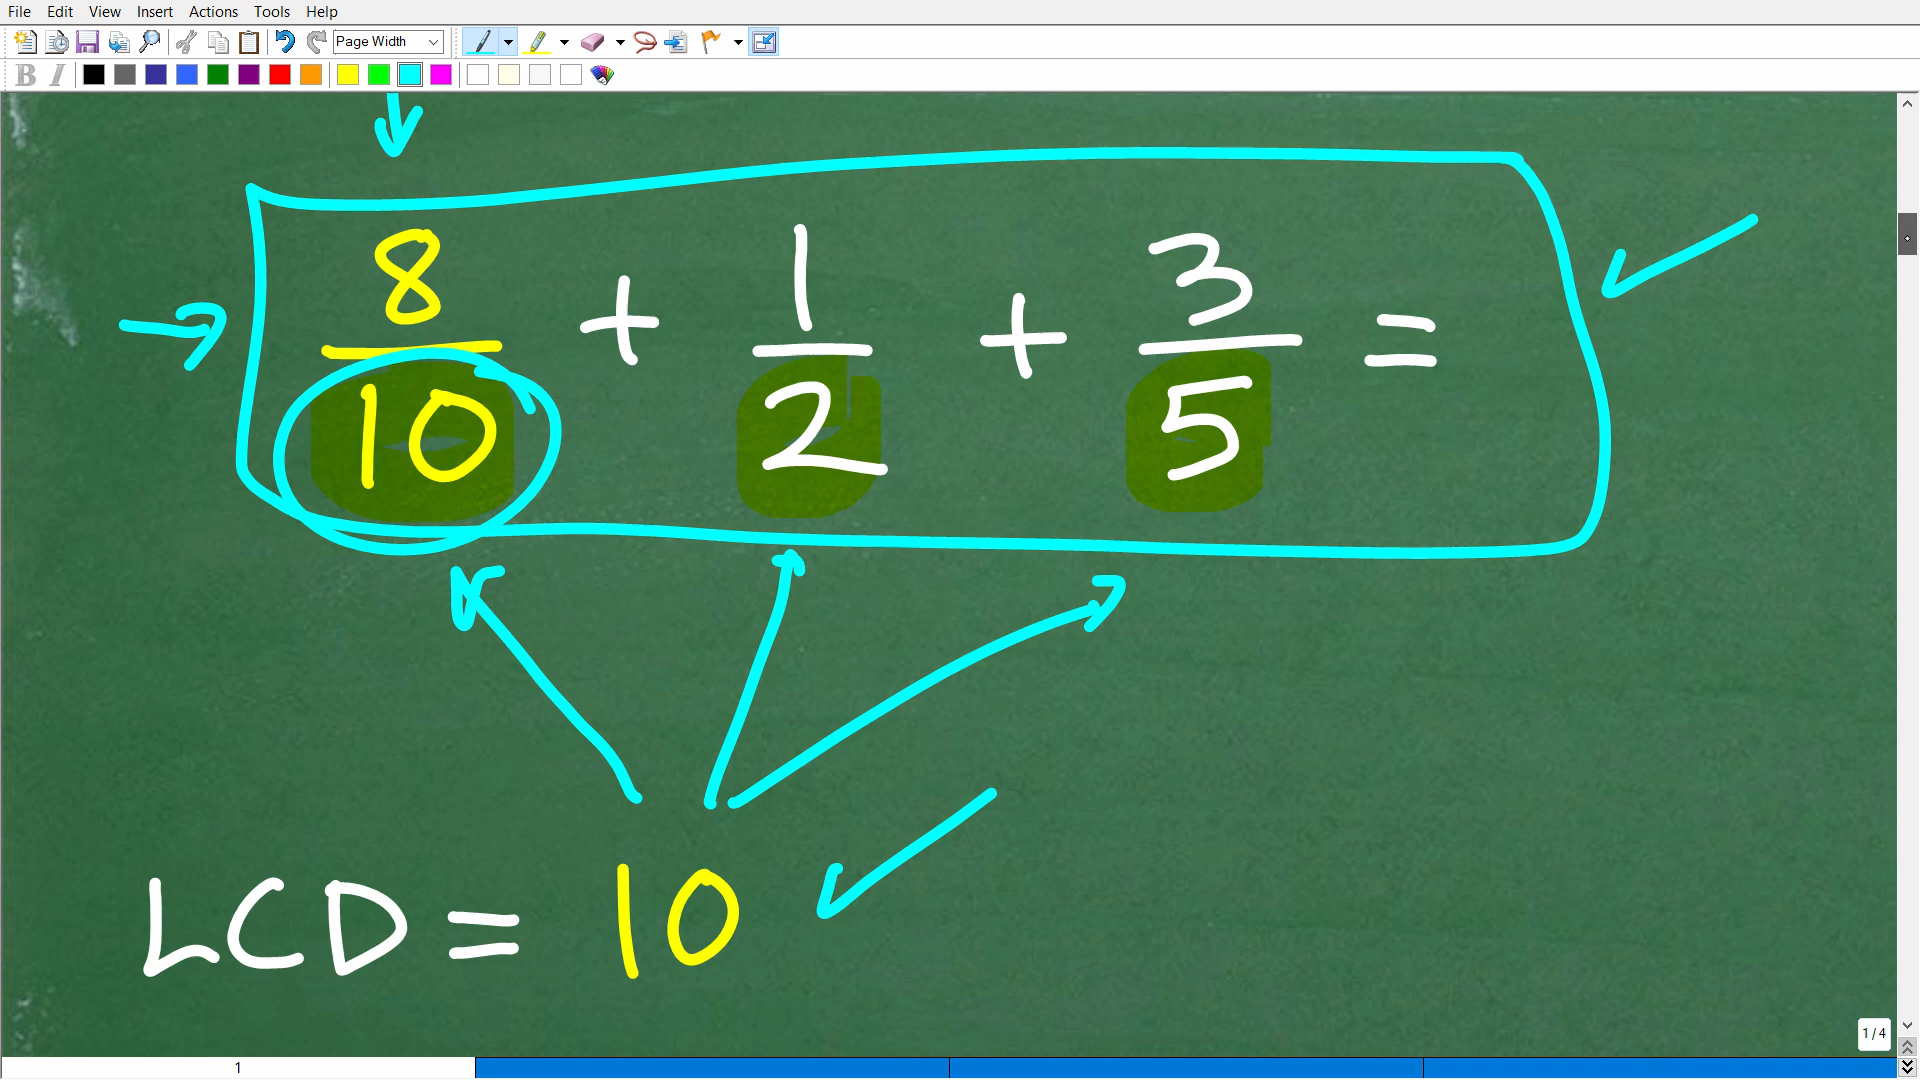 File Edit View Insert Actions Tools Help
Page Width
B I
8/10 + 1/2 + 3/5 =
LCD = 10
1 / 4
1